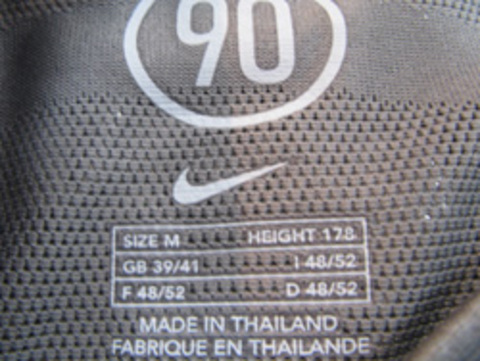 90
SIZE M HEIGHT 178
GB 39/41 I 48/52
F 48/52 D 48/52
MADE IN THAILAND
FABRIQUE EN THAILANDE